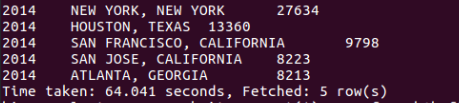 2014 NEW YORK, NEW YORK 27634
2014 HOUSTON, TEXAS 13360
2014 SAN FRANCISCO, CALIFORNIA 9798
2014 SAN JOSE, CALIFORNIA 8223
2014 ATLANTA, GEORGIA 8213
Time taken: 64.041 seconds, Fetched: 5 row(s)